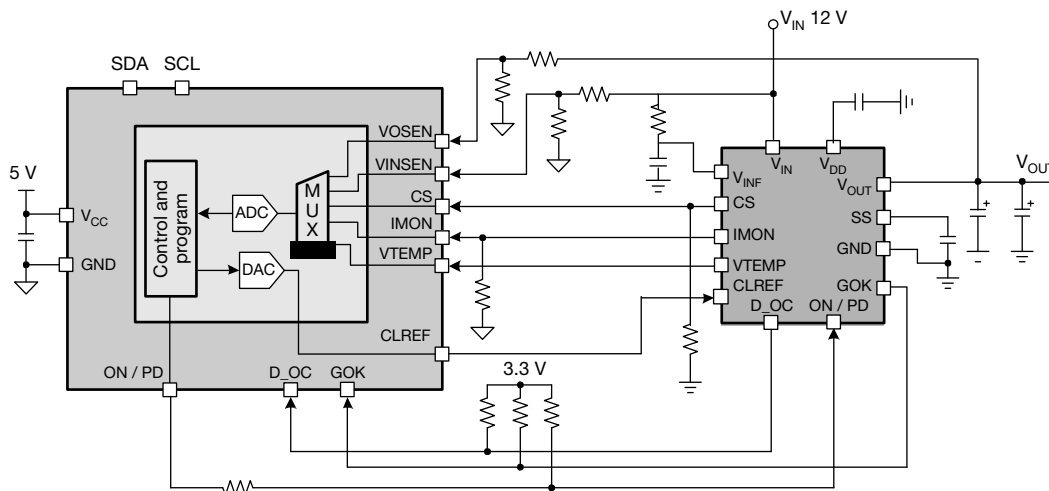 V_IN 12 V
SDA
SCL
5 V
V_CC
GND
Control and
program
ADC
DAC
MUX
VOSEN
VINSEN
CS
IMON
VTEMP
CLREF
ON / PD
D_OC
GOK
3.3 V
V_IN
V_DD
V_INF
CS
IMON
VTEMP
CLREF
D_OC
ON / PD
V_OUT
SS
GND
GOK
V_OUT
+
+